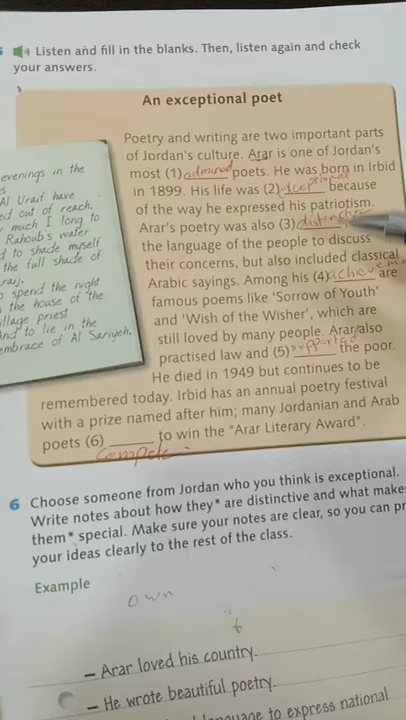 Listen and fill in the blanks. Then, listen again and check
your answers.
An exceptional poet
evenings in the
Al Uraif have
ed out of reach.
much I long to
Rahoub's water
d to shade myself
the full shade of
araj.
o spend the night
the house of the
illage priest
And to lie in the
embrace of Al Sariyeh.
Poetry and writing are two important parts
of Jordan's culture. Arar is one of Jordan's
most (1) admired poets. He was born in Irbid
in 1899. His life was (2) xceptional because
of the way he expressed his patriotism.
Arar's poetry was also (3) distinctive
the language of the people to discuss
their concerns, but also included classical
Arabic sayings. Among his (4) achevem are
famous poems like 'Sorrow of Youth'
and 'Wish of the Wisher', which are
still loved by many people. Arar also
practised law and (5) supported the poor.
He died in 1949 but continues to be
remembered today. Irbid has an annual poetry festival
with a prize named after him; many Jordanian and Arab
poets (6) ______ to win the "Arar Literary Award".
Compete
6 Choose someone from Jordan who you think is exceptional.
Write notes about how they* are distinctive and what make
them* special. Make sure your notes are clear, so you can pr
your ideas clearly to the rest of the class.
Example
own
t
– Arar loved his country.
– He wrote beautiful poetry.
language to express national